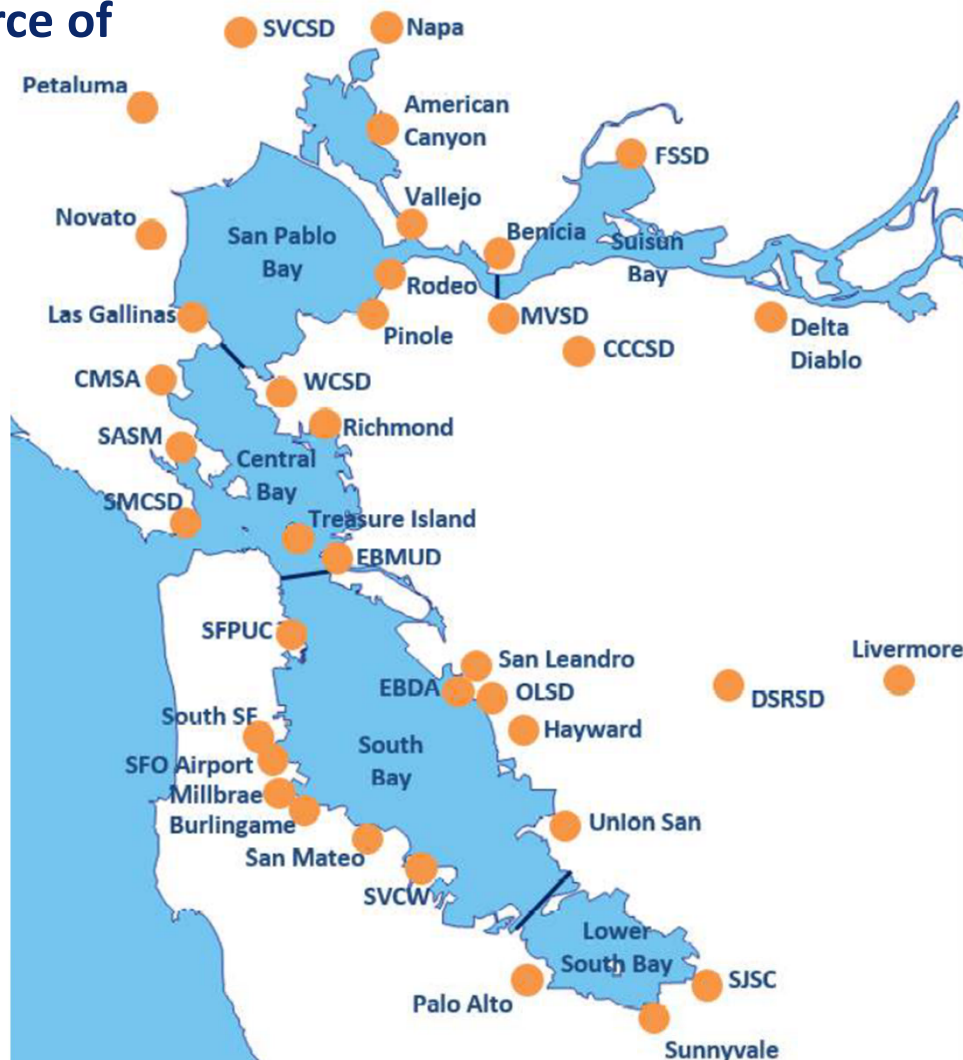 rce of
SVCSD
Napa
Petaluma
American
Canyon
FSSD
Vallejo
Novato
Benicia
San Pablo
Bay
Suisun
Bay
Rodeo
Las Gallinas
MVSD
Pinole
Delta
Diablo
CCCSD
CMSA
WCSD
Richmond
SASM
Central
Bay
SMCSD
Treasure Island
EBMUD
SFPUC
San Leandro
Livermore
EBDA
OLSD
DSRSD
South SF
Hayward
South
Bay
SFO Airport
Millbrae
Burlingame
Union San
San Mateo
SVCW
Lower
South Bay
SJSC
Palo Alto
Sunnyvale